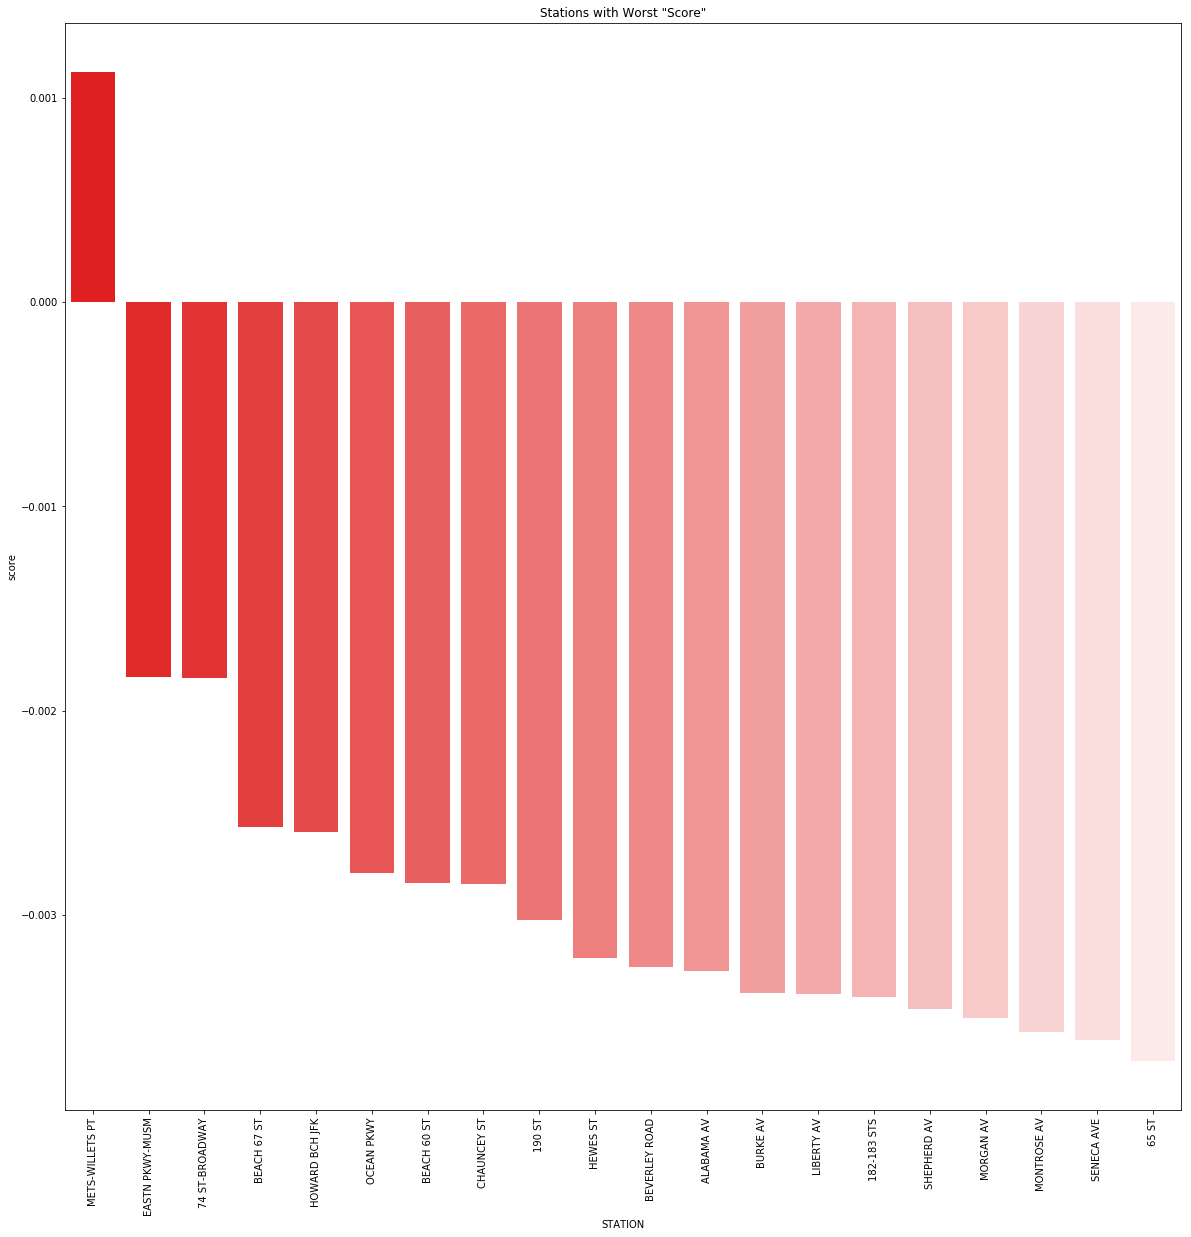 Stations with Worst "Score"
0.001
0.000
−0.001
−0.002
−0.003
score
METS-WILLETS PT
EASTN PKWY-MUSM
74 ST-BROADWAY
BEACH 67 ST
HOWARD BCH JFK
OCEAN PKWY
BEACH 60 ST
CHAUNCEY ST
190 ST
HEWES ST
BEVERLEY ROAD
ALABAMA AV
BURKE AV
LIBERTY AV
182-183 STS
SHEPHERD AV
MORGAN AV
MONTROSE AV
SENECA AVE
65 ST
STATION